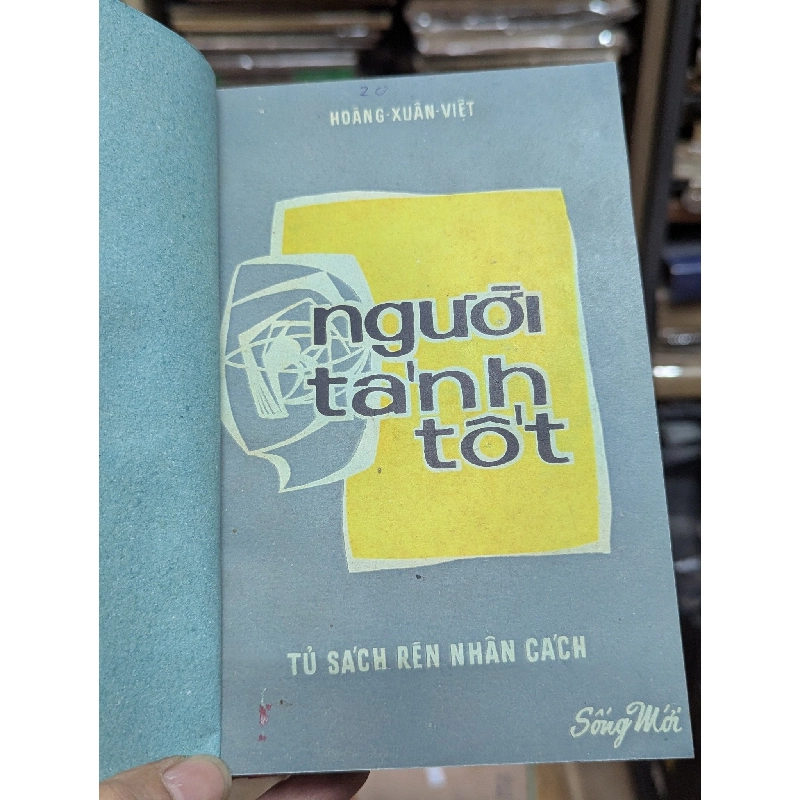 20
HOÀNG-XUÂN-VIỆT
người
tánh
tốt
TỦ SÁCH RÈN NHÂN CÁCH
Sống Mới